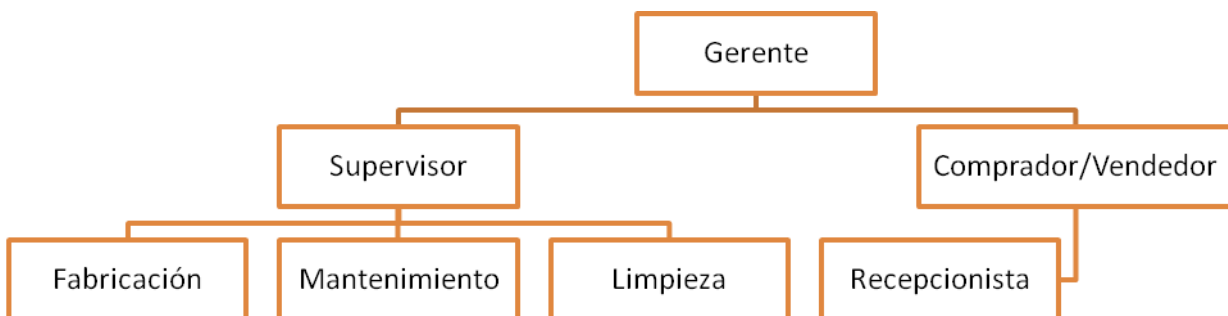 Gerente
Supervisor
Comprador/Vendedor
Fabricación
Mantenimiento
Limpieza
Recepcionista